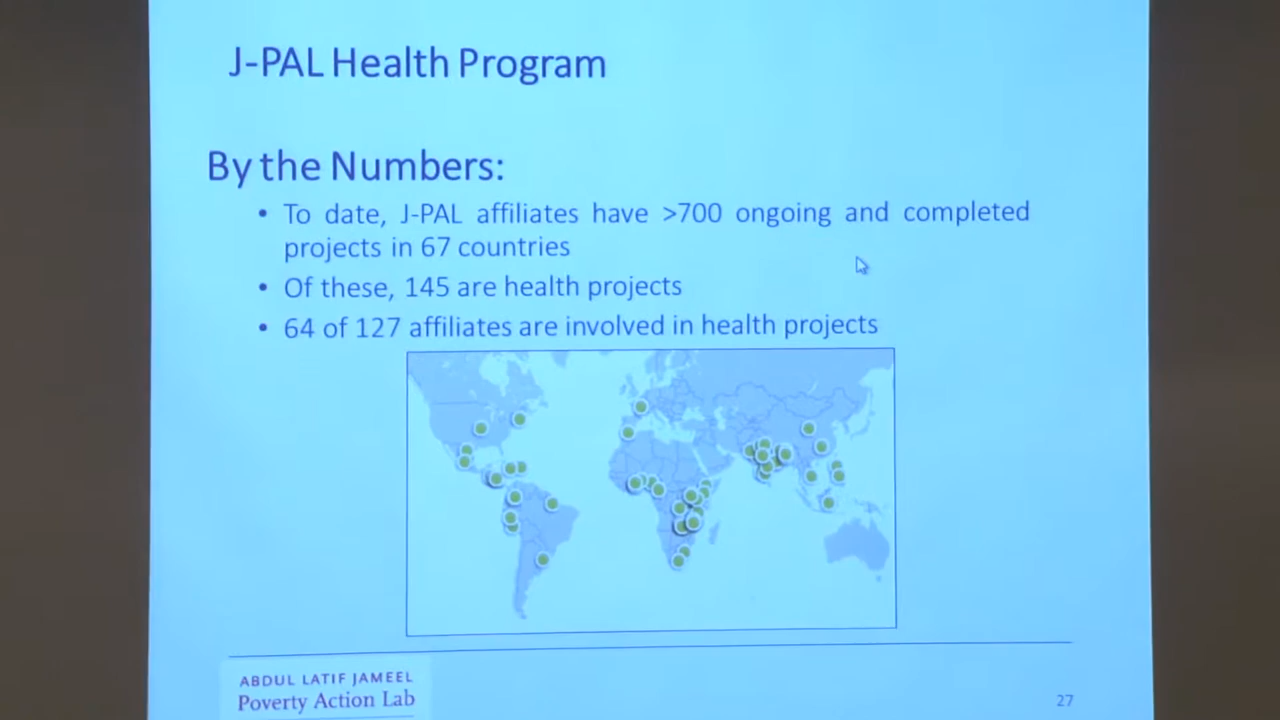 J-PAL Health Program
By the Numbers:
• To date, J-PAL affiliates have >700 ongoing and completed
projects in 67 countries
• Of these, 145 are health projects
• 64 of 127 affiliates are involved in health projects
ABDUL LATIF JAMEEL
Poverty Action Lab
27